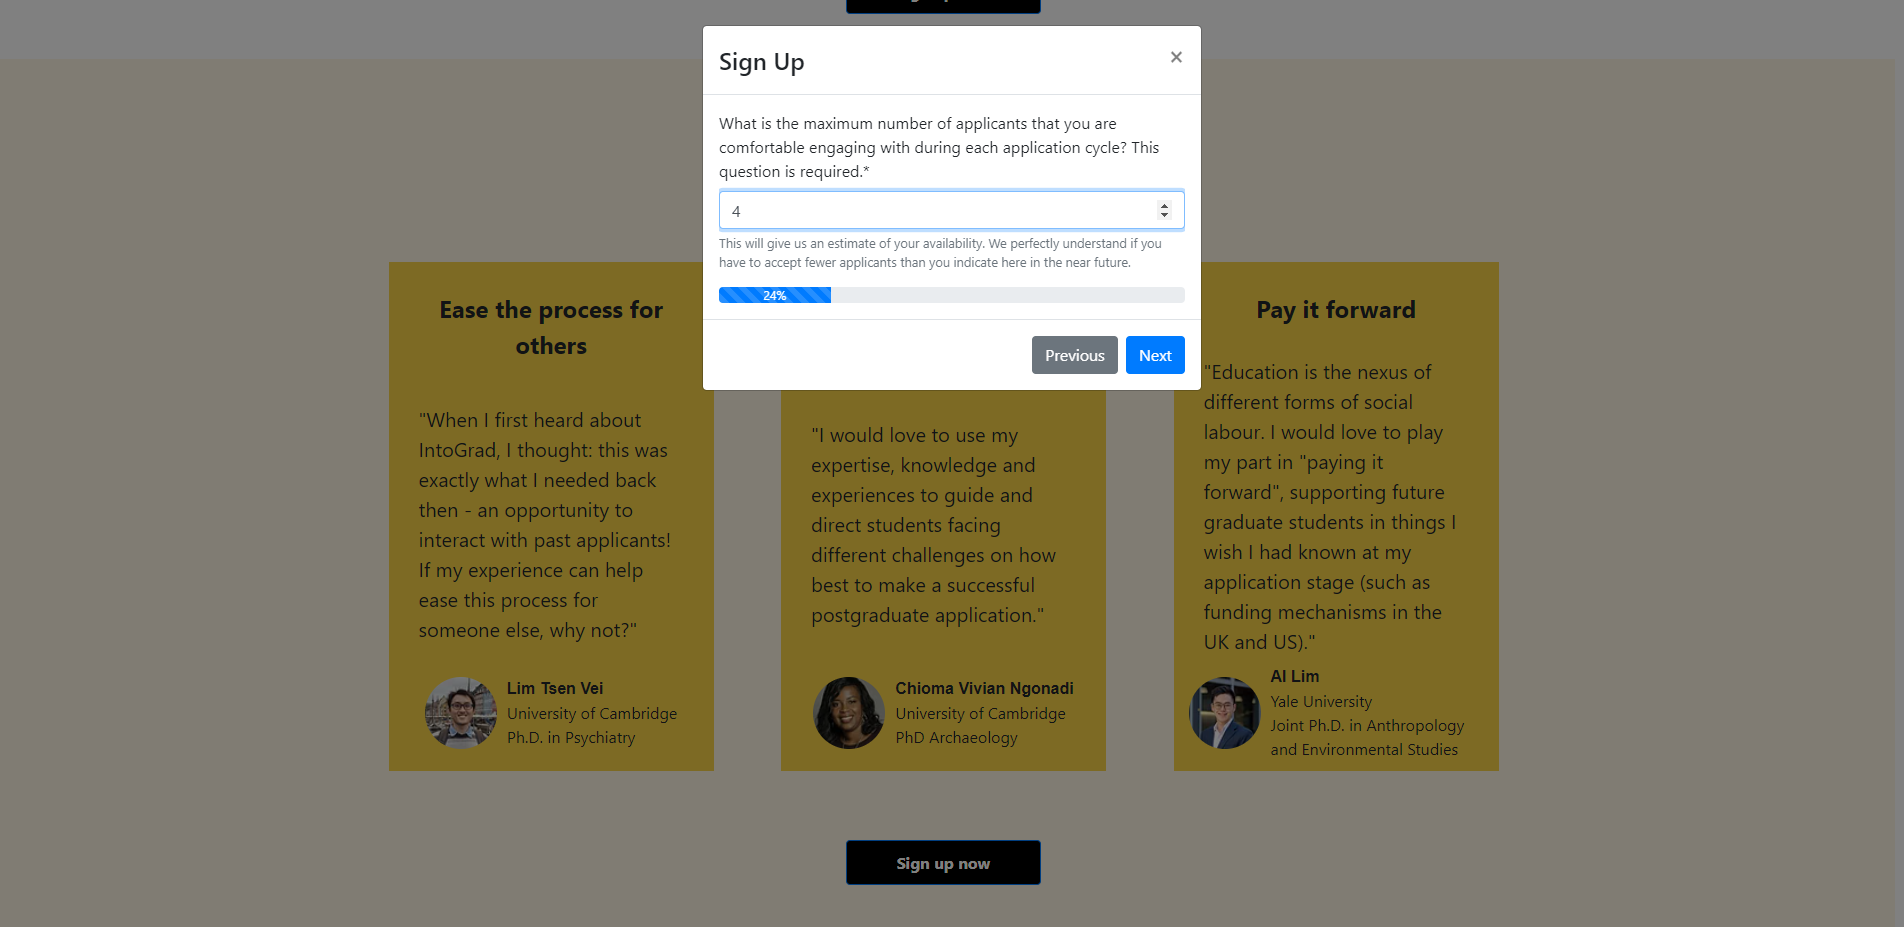 Sign Up
×
What is the maximum number of applicants that you are
comfortable engaging with during each application cycle? This
question is required.*
4
This will give us an estimate of your availability. We perfectly understand if you
have to accept fewer applicants than you indicate here in the near future.
24%
Previous
Next
Ease the process for
others
"When I first heard about
IntoGrad, I thought: this was
exactly what I needed back
then - an opportunity to
interact with past applicants!
If my experience can help
ease this process for
someone else, why not?"
Lim Tsen Vei
University of Cambridge
Ph.D. in Psychiatry
"I would love to use my
expertise, knowledge and
experiences to guide and
direct students facing
different challenges on how
best to make a successful
postgraduate application."
Chioma Vivian Ngonadi
University of Cambridge
PhD Archaeology
Pay it forward
"Education is the nexus of
different forms of social
labour. I would love to play
my part in "paying it
forward", supporting future
graduate students in things I
wish I had known at my
application stage (such as
funding mechanisms in the
UK and US)."
Al Lim
Yale University
Joint Ph.D. in Anthropology
and Environmental Studies
Sign up now